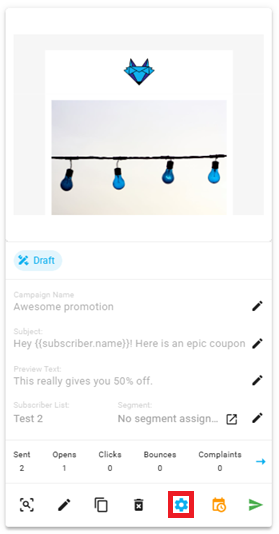 Draft
Campaign Name
Awesome promotion
Subject:
Hey {{subscriber.name}}! Here is an epic coupon
Preview Text:
This really gives you 50% off.
Subscriber List: Segment:
Test 2 No segment assign...
Sent Opens Clicks Bounces Complaints
2 1 0 0 0